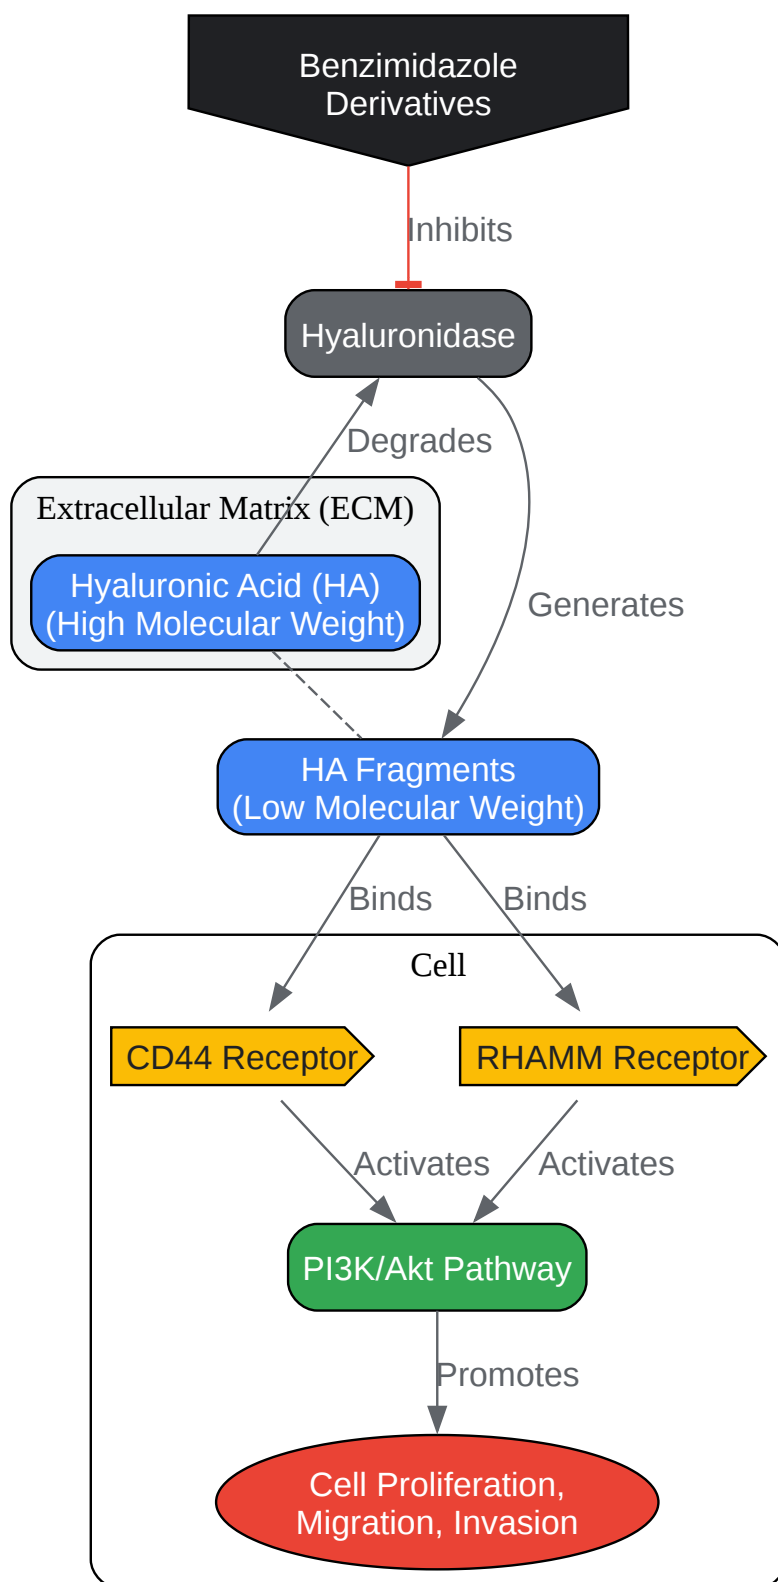 Benzimidazole
Derivatives
Inhibits
Hyaluronidase
Degrades
Extracellular Matrix (ECM)
Hyaluronic Acid (HA)
(High Molecular Weight)
Generates
HA Fragments
(Low Molecular Weight)
Binds
Binds
Cell
CD44 Receptor
RHAMM Receptor
Activates
Activates
PI3K/Akt Pathway
Promotes
Cell Proliferation,
Migration, Invasion